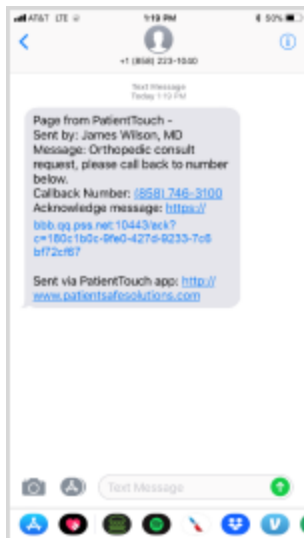 AT&T LTE
1:19 PM
50%
+1 (858) 223-1040
Text Message
Today 1:13 PM
Page from PatientTouch -
Sent by: James Wilson, MD
Message: Orthopedic consult
request, please call back to number
below.
Callback Number: (858) 746-3100
Acknowledge message: https://
bbb.qq.pss.net:10443/ack?
c=180c1b0c-9fe0-427d-9233-7c6
bf72cf67
Sent via PatientTouch app: http://
www.patientsafesolutions.com
Text Message